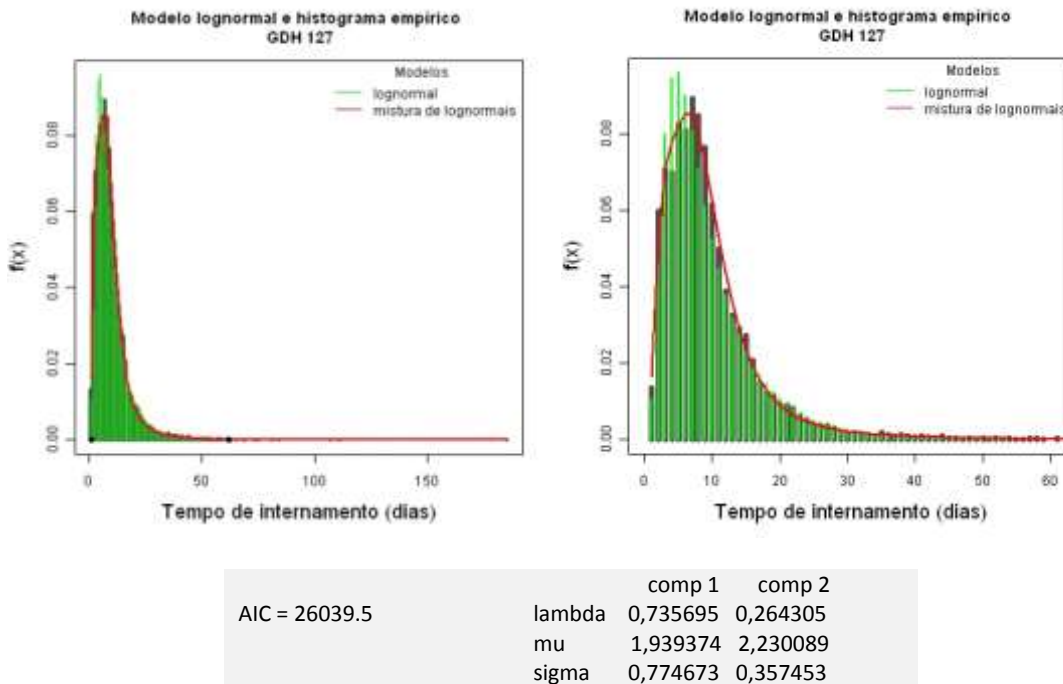 Modelo lognormal e histograma empírico
GDH 127
Modelos
lognormal
mistura de lognormais
f(x)
0.00
0.02
0.04
0.06
0.08
0
50
100
150
Tempo de internamento (dias)
Modelo lognormal e histograma empírico
GDH 127
Modelos
lognormal
mistura de lognormais
f(x)
0.00
0.02
0.04
0.06
0.08
0
10
20
30
40
50
60
Tempo de internamento (dias)
comp 1 comp 2
AIC = 26039.5 lambda 0,735695 0,264305
mu 1,939374 2,230089
sigma 0,774673 0,357453